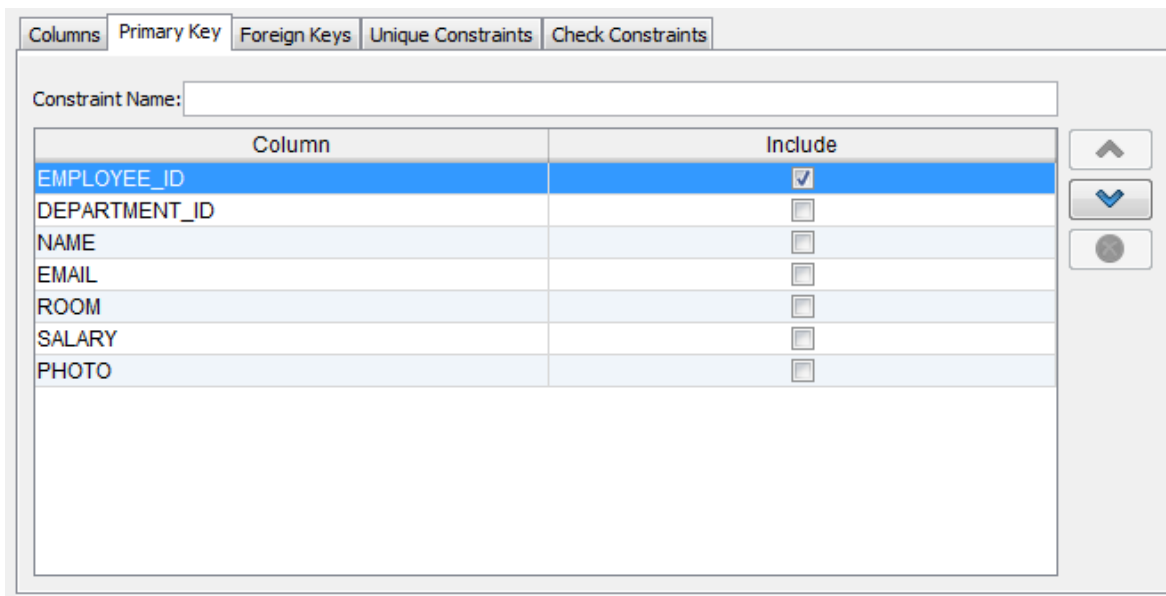 Columns Primary Key Foreign Keys Unique Constraints Check Constraints
Constraint Name:
Column Include
EMPLOYEE_ID
DEPARTMENT_ID
NAME
EMAIL
ROOM
SALARY
PHOTO